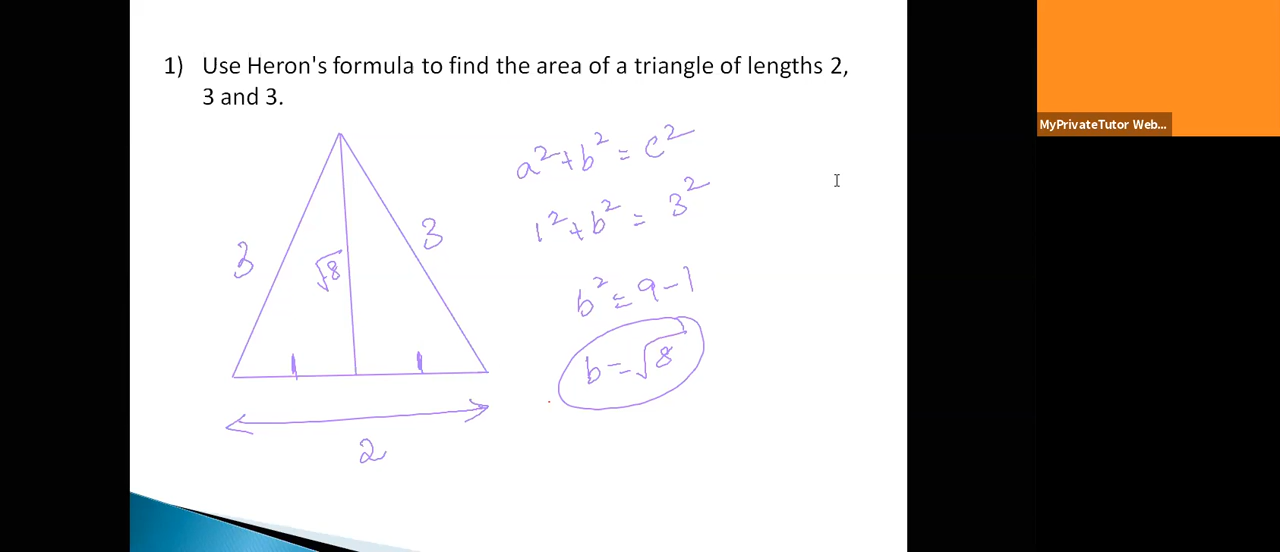 1) Use Heron's formula to find the area of a triangle of lengths 2,
3 and 3.
MyPrivateTutor Web...
a²+b² = c²
1²+b² = 3²
3
3
√8
b² = 9-1
b=√8
1
1
2